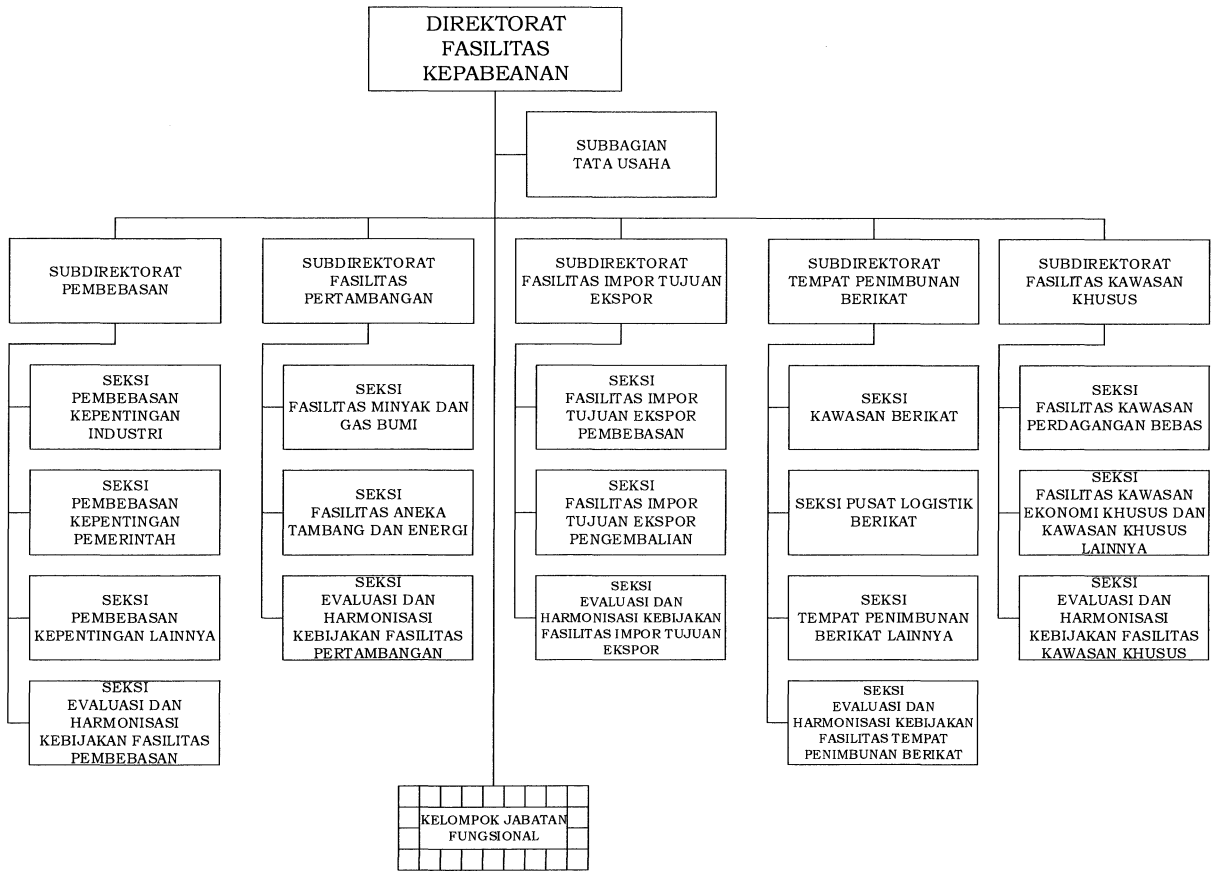 DIREKTORAT
FASILITAS
KEPABEANAN
SUBBAGIAN
TATA USAHA
SUBDIREKTORAT
PEMBEBASAN
SEKSI
PEMBEBASAN
KEPENTINGAN
INDUSTRI
SEKSI
PEMBEBASAN
KEPENTINGAN
PEMERINTAH
SEKSI
PEMBEBASAN
KEPENTINGAN LAINNYA
SEKSI
EVALUASI DAN
HARMONISASI
KEBIJAKAN FASILITAS
PEMBEBASAN
SUBDIREKTORAT
FASILITAS
PERTAMBANGAN
SEKSI
FASILITAS MINYAK DAN
GAS BUMI
SEKSI
FASILITAS ANEKA
TAMBANG DAN ENERGI
SEKSI
EVALUASI DAN
HARMONISASI
KEBIJAKAN FASILITAS
PERTAMBANGAN
SUBDIREKTORAT
FASILITAS IMPOR TUJUAN
EKSPOR
SEKSI
FASILITAS IMPOR
TUJUAN EKSPOR
PEMBEBASAN
SEKSI
FASILITAS IMPOR
TUJUAN EKSPOR
PENGEMBALIAN
SEKSI
EVALUASI DAN
HARMONISASI KEBIJAKAN
FASILITAS IMPOR TUJUAN
EKSPOR
SUBDIREKTORAT
TEMPAT PENIMBUNAN
BERIKAT
SEKSI
KAWASAN BERIKAT
SEKSI PUSAT LOGISTIK
BERIKAT
SEKSI
TEMPAT PENIMBUNAN
BERIKAT LAINNYA
SEKSI
EVALUASI DAN
HARMONISASI KEBIJAKAN
FASILITAS TEMPAT
PENIMBUNAN BERIKAT
SUBDIREKTORAT
FASILITAS KAWASAN
KHUSUS
SEKSI
FASILITAS KAWASAN
PERDAGANGAN BEBAS
SEKSI
FASILITAS KAWASAN
EKONOMI KHUSUS DAN
KAWASAN KHUSUS
LAINNYA
SEKSI
EVALUASI DAN
HARMONISASI
KEBIJAKAN FASILITAS
KAWASAN KHUSUS
KELOMPOK JABATAN
FUNGSIONAL